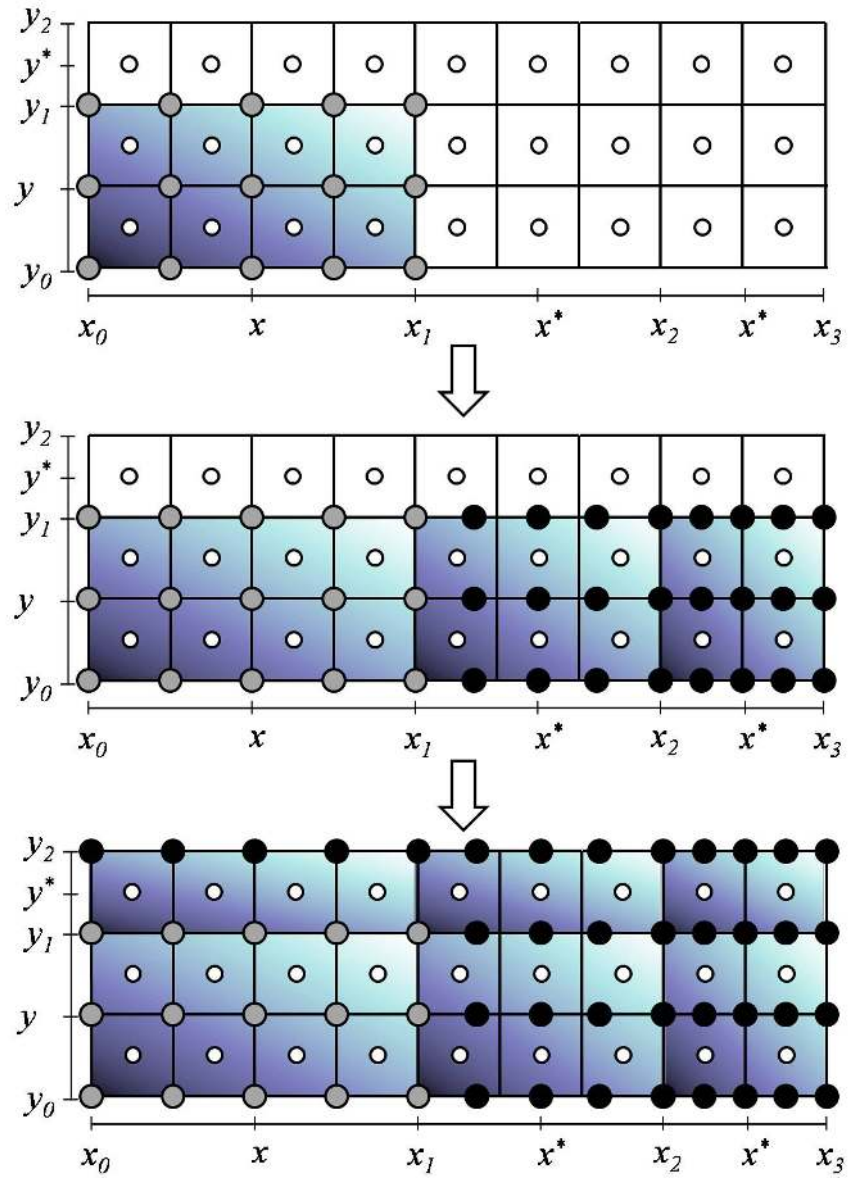 y₂
y*
y₁
y
y₀
x₀ x x₁ x* x₂ x* x₃
y₂
y*
y₁
y
y₀
x₀ x x₁ x* x₂ x* x₃
y₂
y*
y₁
y
y₀
x₀ x x₁ x* x₂ x* x₃